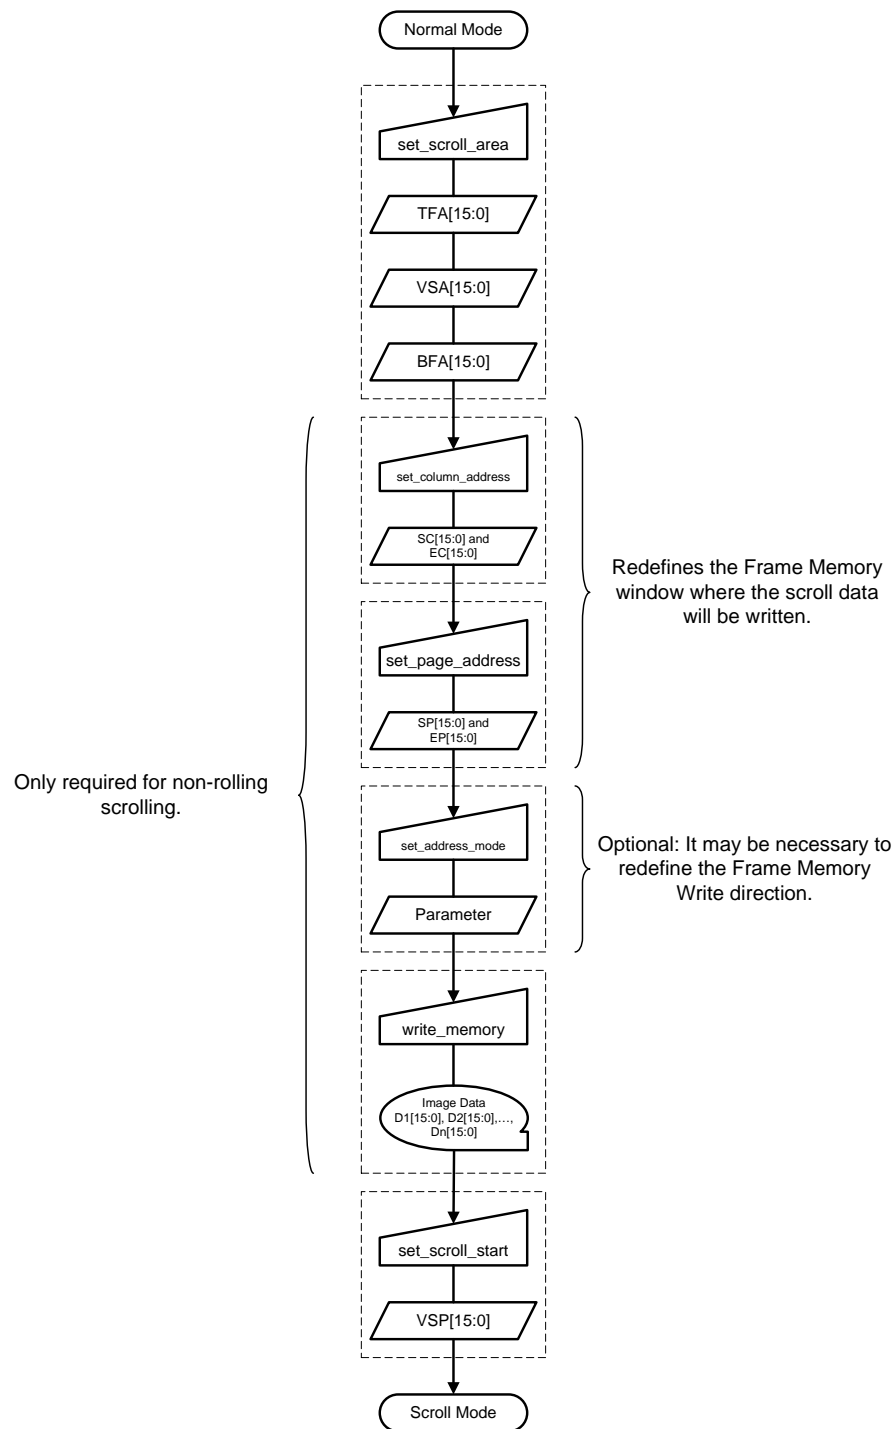 Normal Mode
set_scroll_area
TFA[15:0]
VSA[15:0]
BFA[15:0]
set_column_address
SC[15:0] and
EC[15:0]
Redefines the Frame Memory
window where the scroll data
will be written.
set_page_address
SP[15:0] and
EP[15:0]
Only required for non-rolling
scrolling.
set_address_mode
Parameter
Optional: It may be necessary to
redefine the Frame Memory
Write direction.
write_memory
Image Data
D1[15:0], D2[15:0],...,
Dn[15:0]
set_scroll_start
VSP[15:0]
Scroll Mode